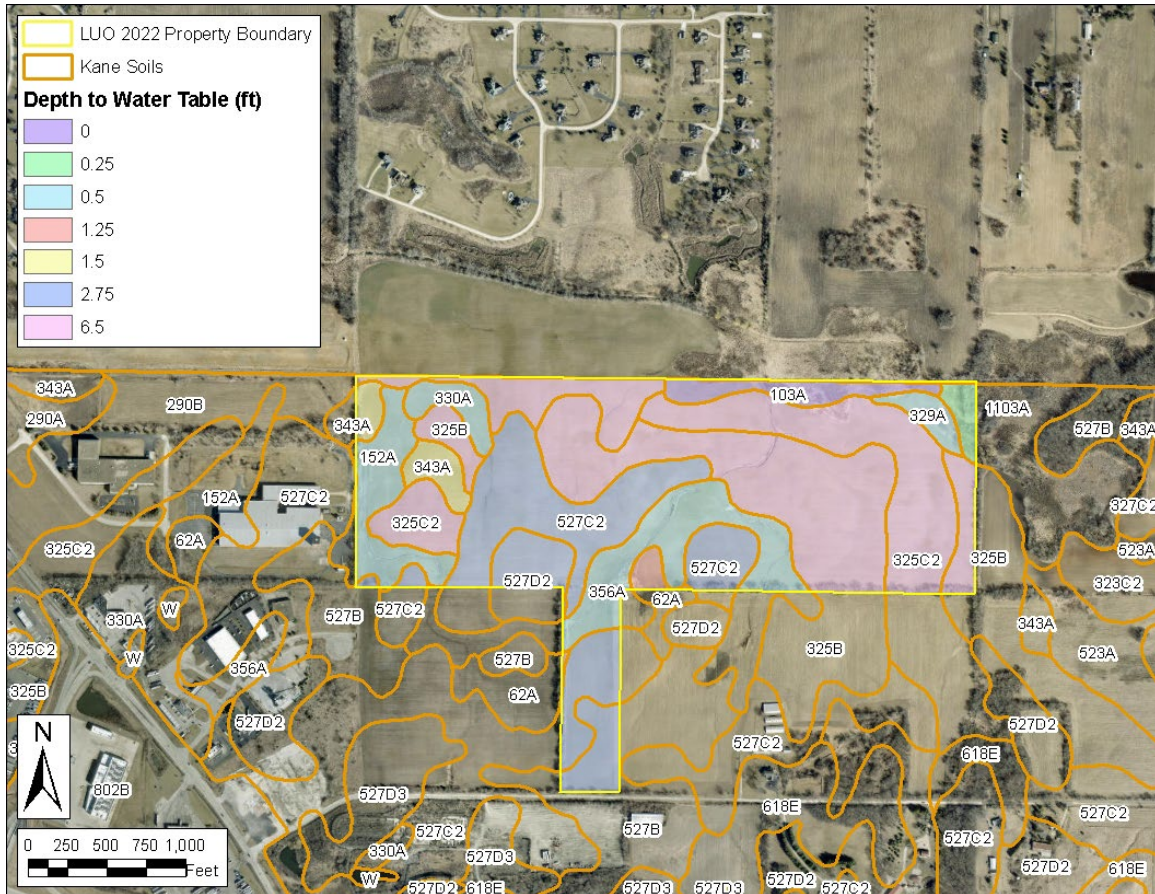 LUO 2022 Property Boundary
Kane Soils
Depth to Water Table (ft)
0
0.25
0.5
1.25
1.5
2.75
6.5
343A
290A
290B
343A
330A
325B
343A
152A
325C2
103A
329A
1103A
527B
343A
152A
527C2
62A
325C2
527C2
327C2
523A
323C2
325C2
325B
527D2
527C2
356A
62A
527C2
527B
330A
W
W
356A
325C2
325B
527D2
527B
62A
527D2
325B
343A
523A
527D2
527C2
618E
N
802B
527D3
618E
527C2
0 250 500 750 1,000
Feet
527C2
330A
W
527D3
527B
527D2
618E
527D3
527D2
527C2
527C2
527D2
618E